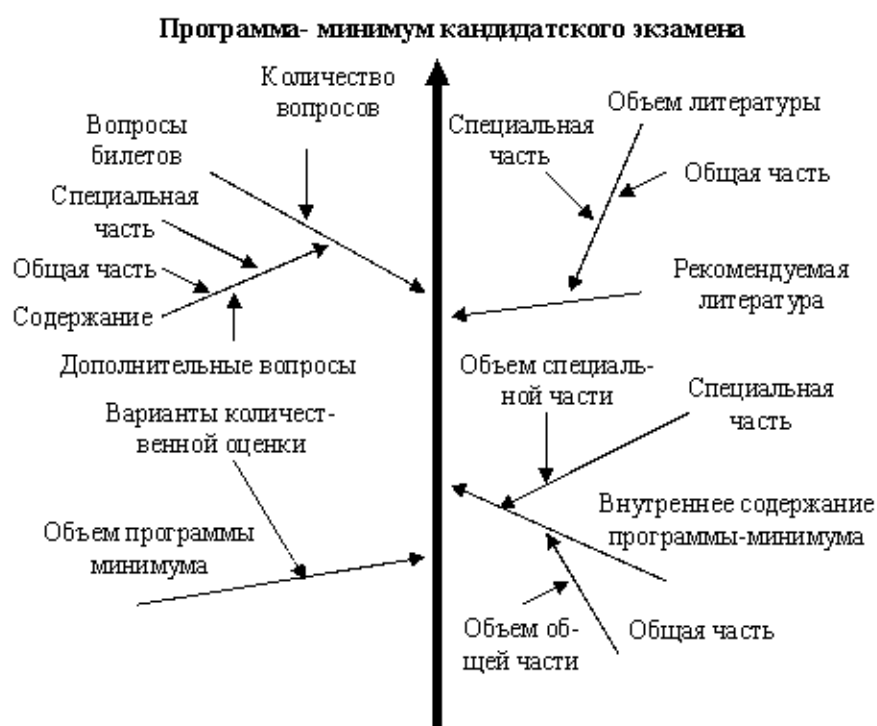 Программа- минимум кандидатского экзамена
Количество
вопросов
Вопросы
билетов
Специальная
часть
Общая часть
Содержание
Дополнительные вопросы
Варианты количест-
венной оценки
Объем программы
минимума
Объем литературы
Специальная
часть
Общая часть
Рекомендуемая
литература
Объем специаль-
ной части
Специальная
часть
Внутреннее содержание
программы-минимума
Объем об-
щей части
Общая часть